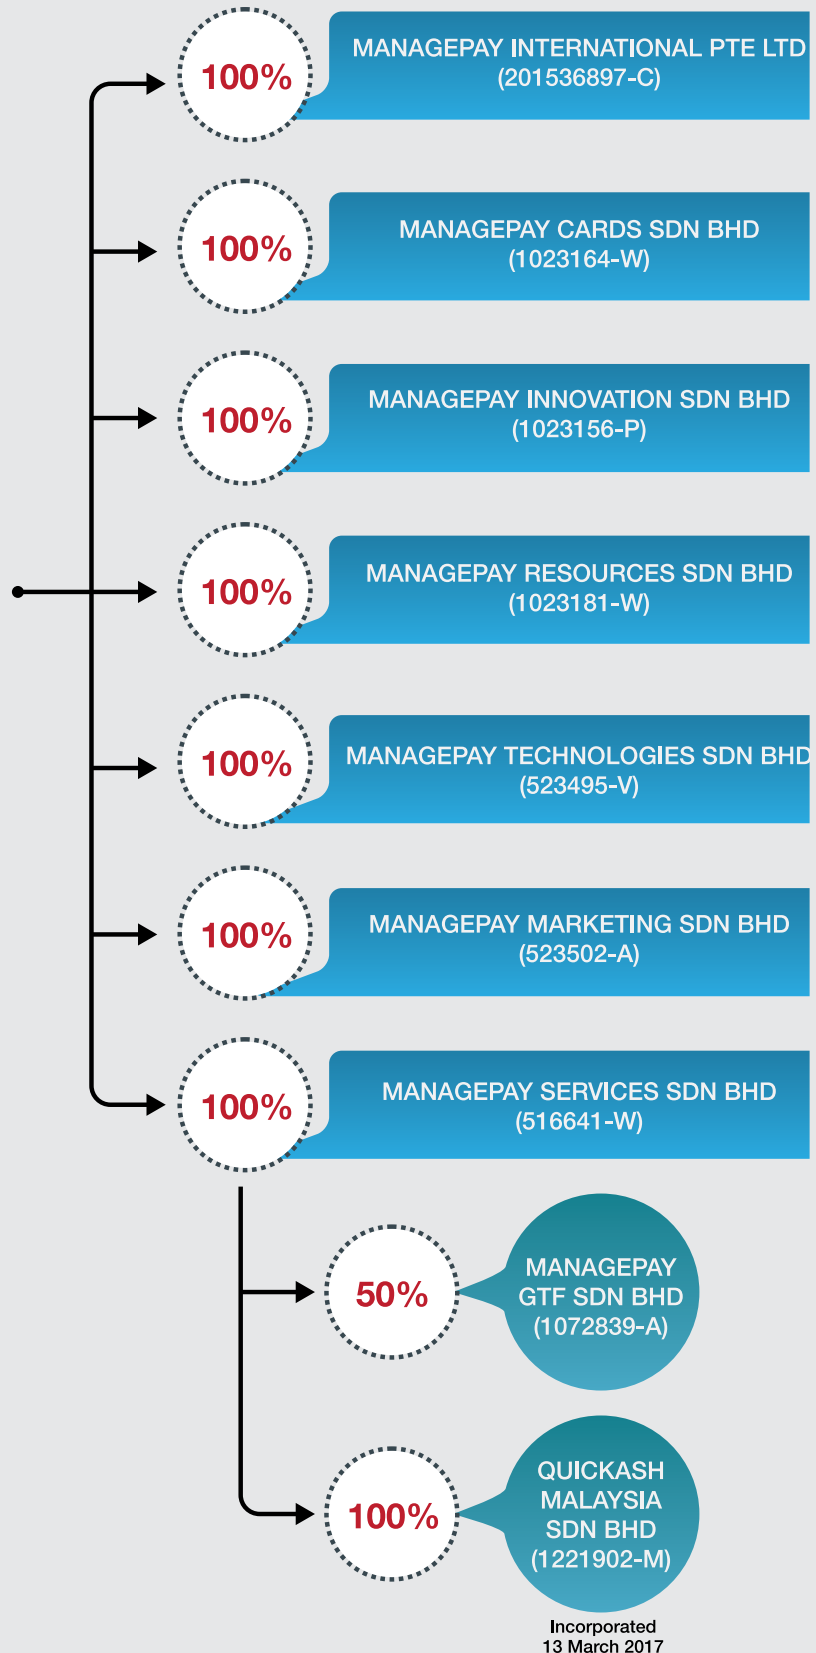 100%
MANAGEPAY INTERNATIONAL PTE LTD
(201536897-C)
100%
MANAGEPAY CARDS SDN BHD
(1023164-W)
100%
MANAGEPAY INNOVATION SDN BHD
(1023156-P)
100%
MANAGEPAY RESOURCES SDN BHD
(1023181-W)
100%
MANAGEPAY TECHNOLOGIES SDN BHD
(523495-V)
100%
MANAGEPAY MARKETING SDN BHD
(523502-A)
100%
MANAGEPAY SERVICES SDN BHD
(516641-W)
50%
MANAGEPAY
GTF SDN BHD
(1072839-A)
100%
QUICKASH
MALAYSIA
SDN BHD
(1221902-M)
Incorporated
13 March 2017